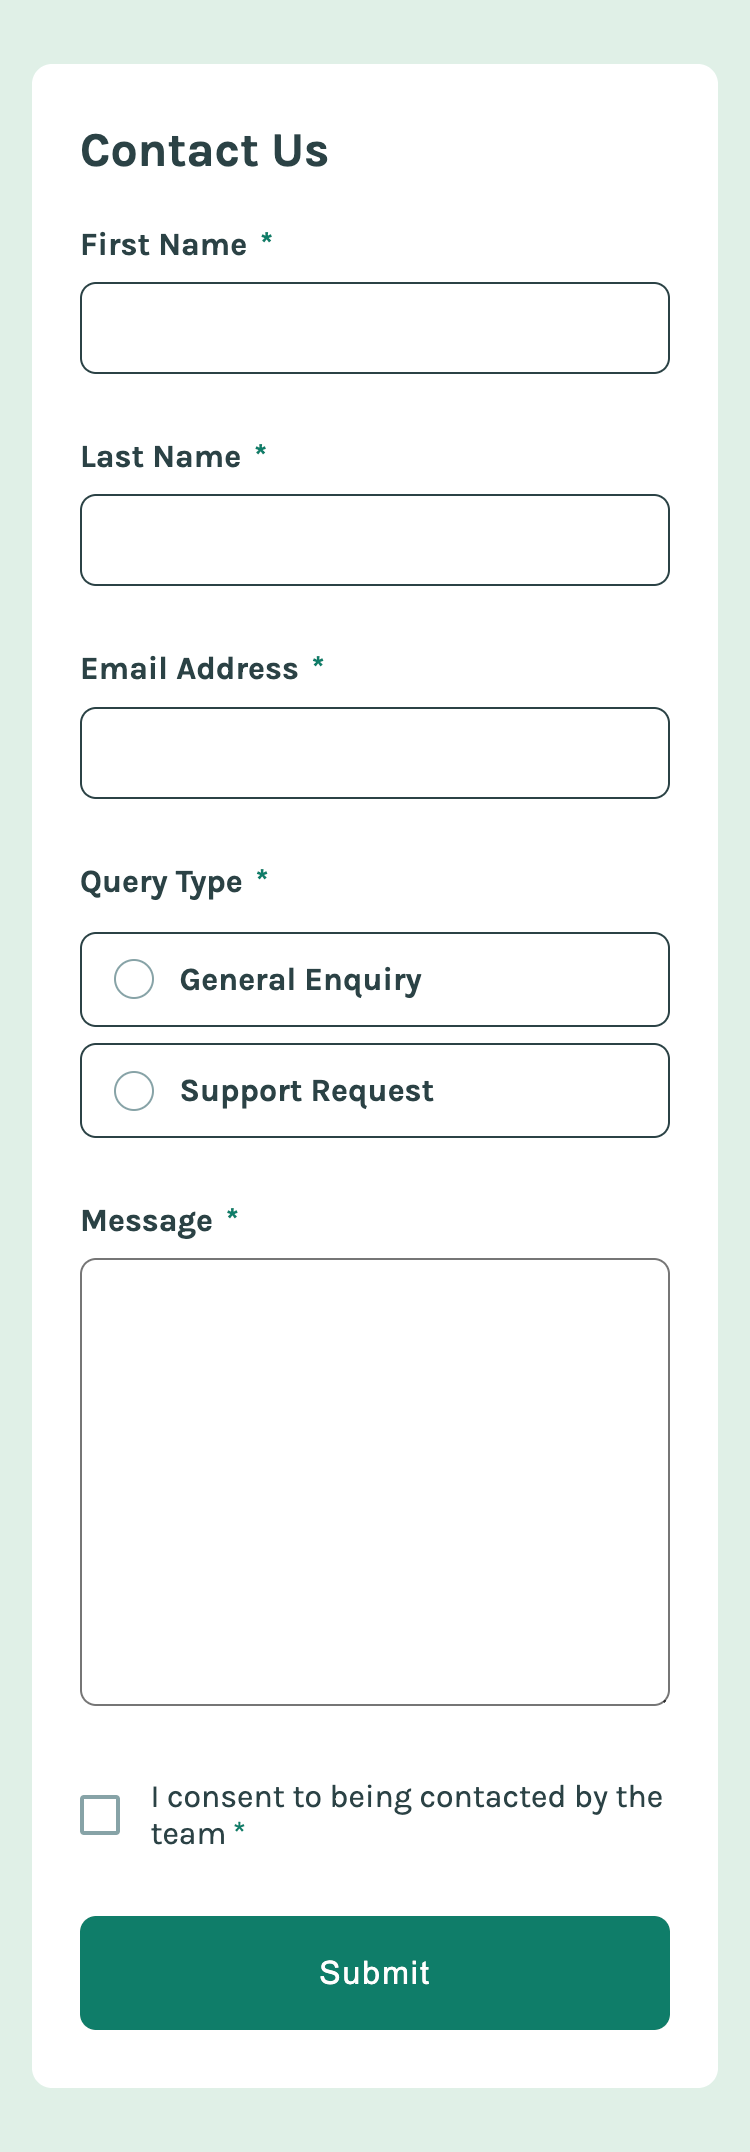 Contact Us
First Name *
Last Name *
Email Address *
Query Type *
General Enquiry
Support Request
Message *
I consent to being contacted by the
team *
Submit